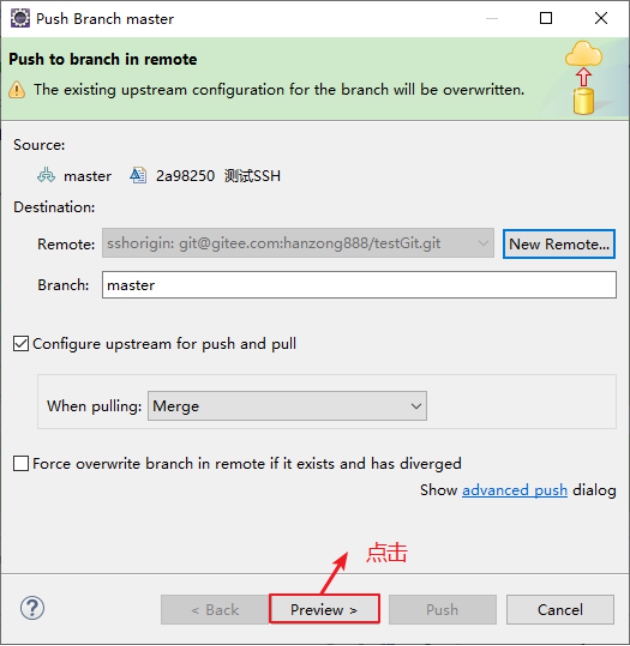 Push Branch master
Push to branch in remote
The existing upstream configuration for the branch will be overwritten.
Source:
master 2a98250 测试SSH
Destination:
Remote: sshorigin: git@gitee.com:hanzong888/testGit.git New Remote...
Branch: master
Configure upstream for push and pull
When pulling: Merge
Force overwrite branch in remote if it exists and has diverged
Show advanced push dialog
点击
< Back Preview > Push Cancel